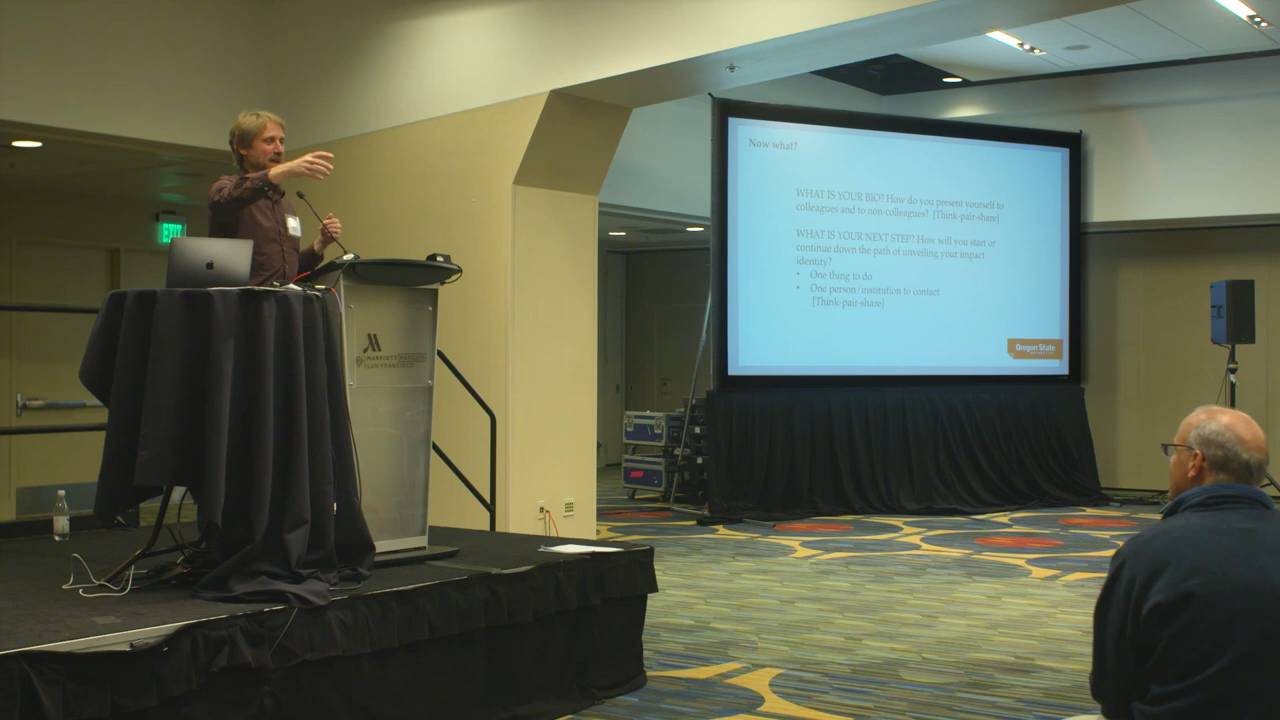 EXIT
Now what?
WHAT IS YOUR BIO? How do you present yourself to
colleagues and to non-colleagues? [Think-pair-share]
WHAT IS YOUR NEXT STEP? How will you start or
continue down the path of unveiling your impact
identity?
• One thing to do
• One person/institution to contact
[Think-pair-share]
Oregon State
UNIVERSITY
MARRIOTT MARQUIS
SAN FRANCISCO